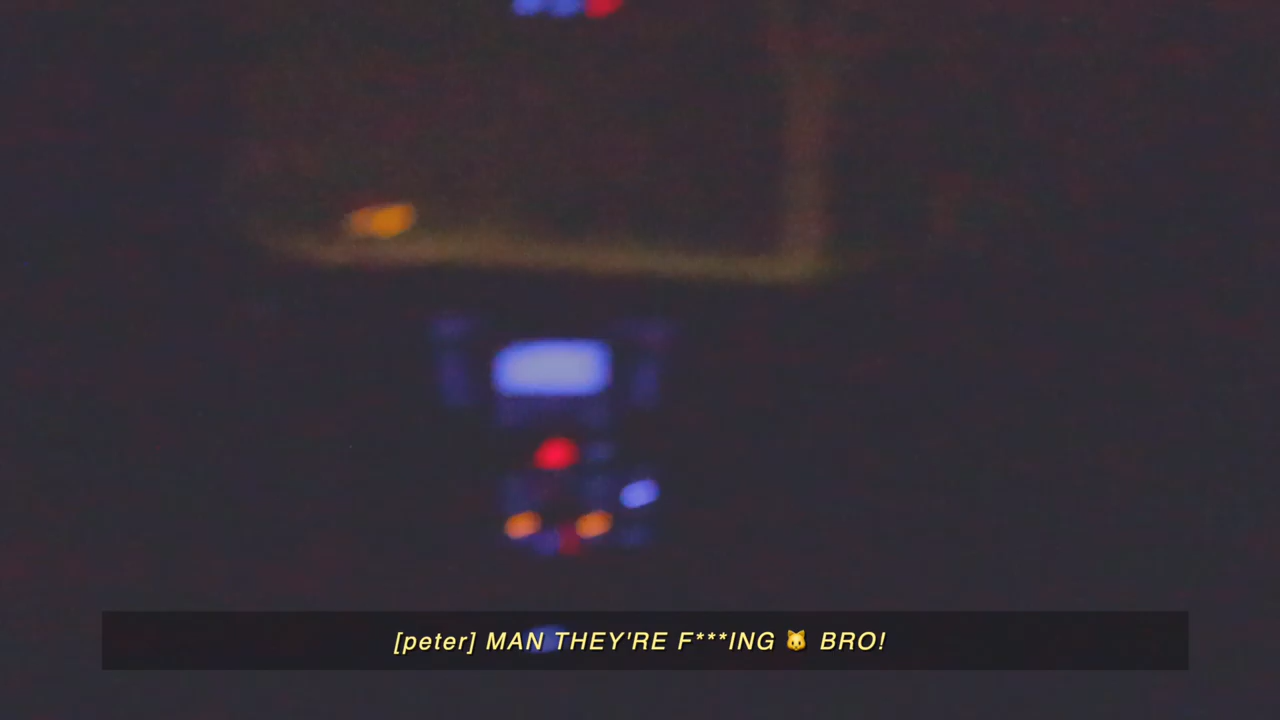 [peter] MAN THEY'RE F***ING 🐱 BRO!